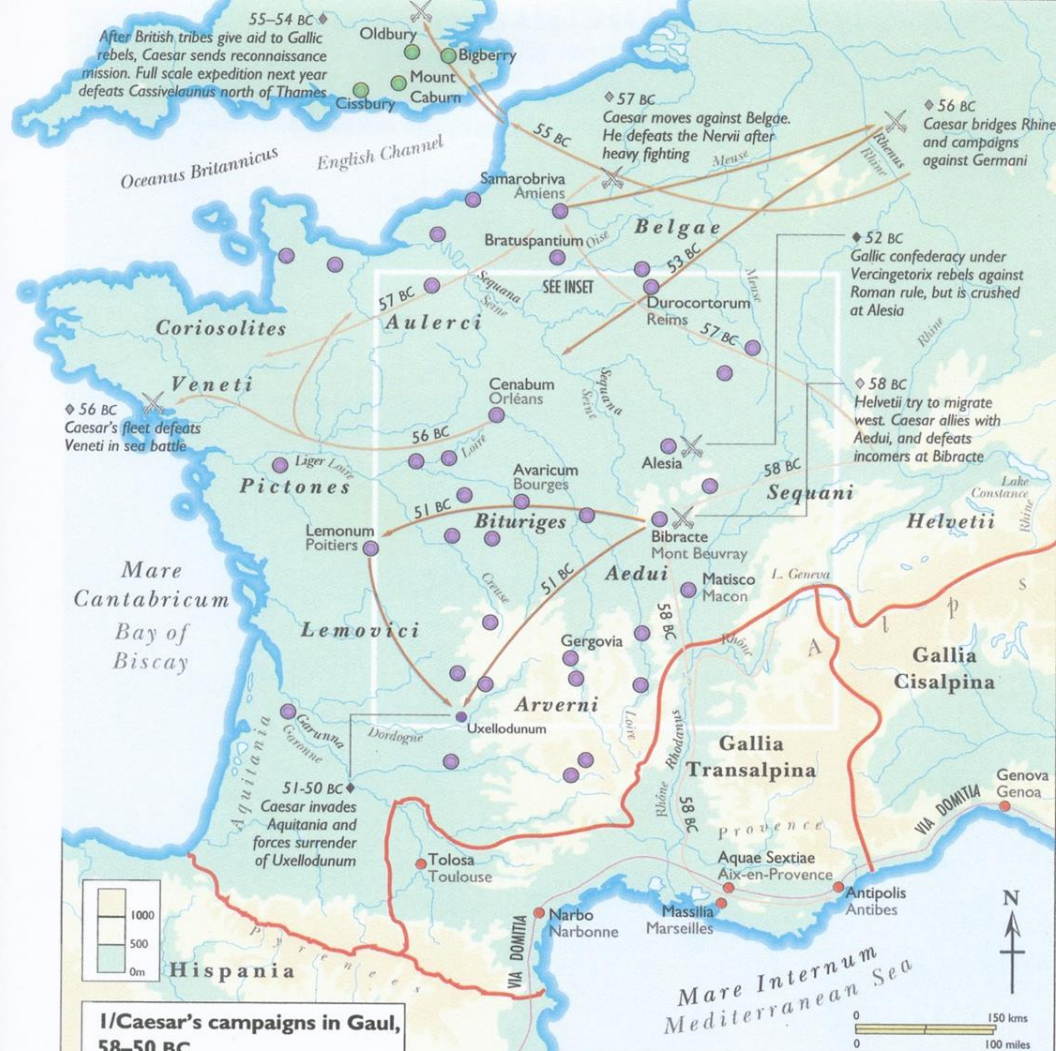 55–54 BC
After British tribes give aid to Gallic
rebels, Caesar sends reconnaissance
mission. Full scale expedition next year
defeats Cassivelaunus north of Thames
Oldbury
Bigberry
Mount
Caburn
Cissbury
Oceanus Britannicus
English Channel
55 BC
57 BC
Caesar moves against Belgae.
He defeats the Nervii after
heavy fighting
56 BC
Caesar bridges Rhine
and campaigns
against Germani
Rhenus
Rhine
Meuse
Samarobriva
Amiens
Belgae
Bratuspantium
Oise
53 BC
SEE INSET
Sequana
Seine
Durocortorum
Reims
Meuse
57 BC
52 BC
Gallic confederacy under
Vercingetorix rebels against
Roman rule, but is crushed
at Alesia
Rhine
57 BC
Aulerci
Coriosolites
Veneti
56 BC
Caesar's fleet defeats
Veneti in sea battle
Cenabum
Orléans
Sequana
Seine
58 BC
Helvetii try to migrate
west. Caesar allies with
Aedui, and defeats
incomers at Bibracte
56 BC
Loire
Liger Loire
Pictones
Alesia
58 BC
Sequani
Lake
Constance
Rhine
Helvetii
Avaricum
Bourges
51 BC
Bituriges
Lemonum
Poitiers
Bibracte
Mont Beuvray
Aedui
51 BC
Creuse
Matisco
Macon
L. Geneva
Mare
Cantabricum
Bay of
Biscay
Lemovici
58 BC
Rhône
Gergovia
Alps
Gallia
Cisalpina
Arverni
Uxellodunum
Garunna
Garonne
Dordogne
Loire
Rhodanus
Rhône
Gallia
Transalpina
Aquitania
51-50 BC
Caesar invades
Aquitania and
forces surrender
of Uxellodunum
58 BC
Provence
VIA DOMITIA
Genova
Genoa
Tolosa
Toulouse
Aquae Sextiae
Aix-en-Provence
Antipolis
Antibes
Massilia
Marseilles
Narbo
Narbonne
VIA DOMITIA
1000
500
0m
Pyrenees
Hispania
Mare Internum
Mediterranean Sea
N
0
150 kms
0
100 miles
1/Caesar's campaigns in Gaul,
58–50 BC